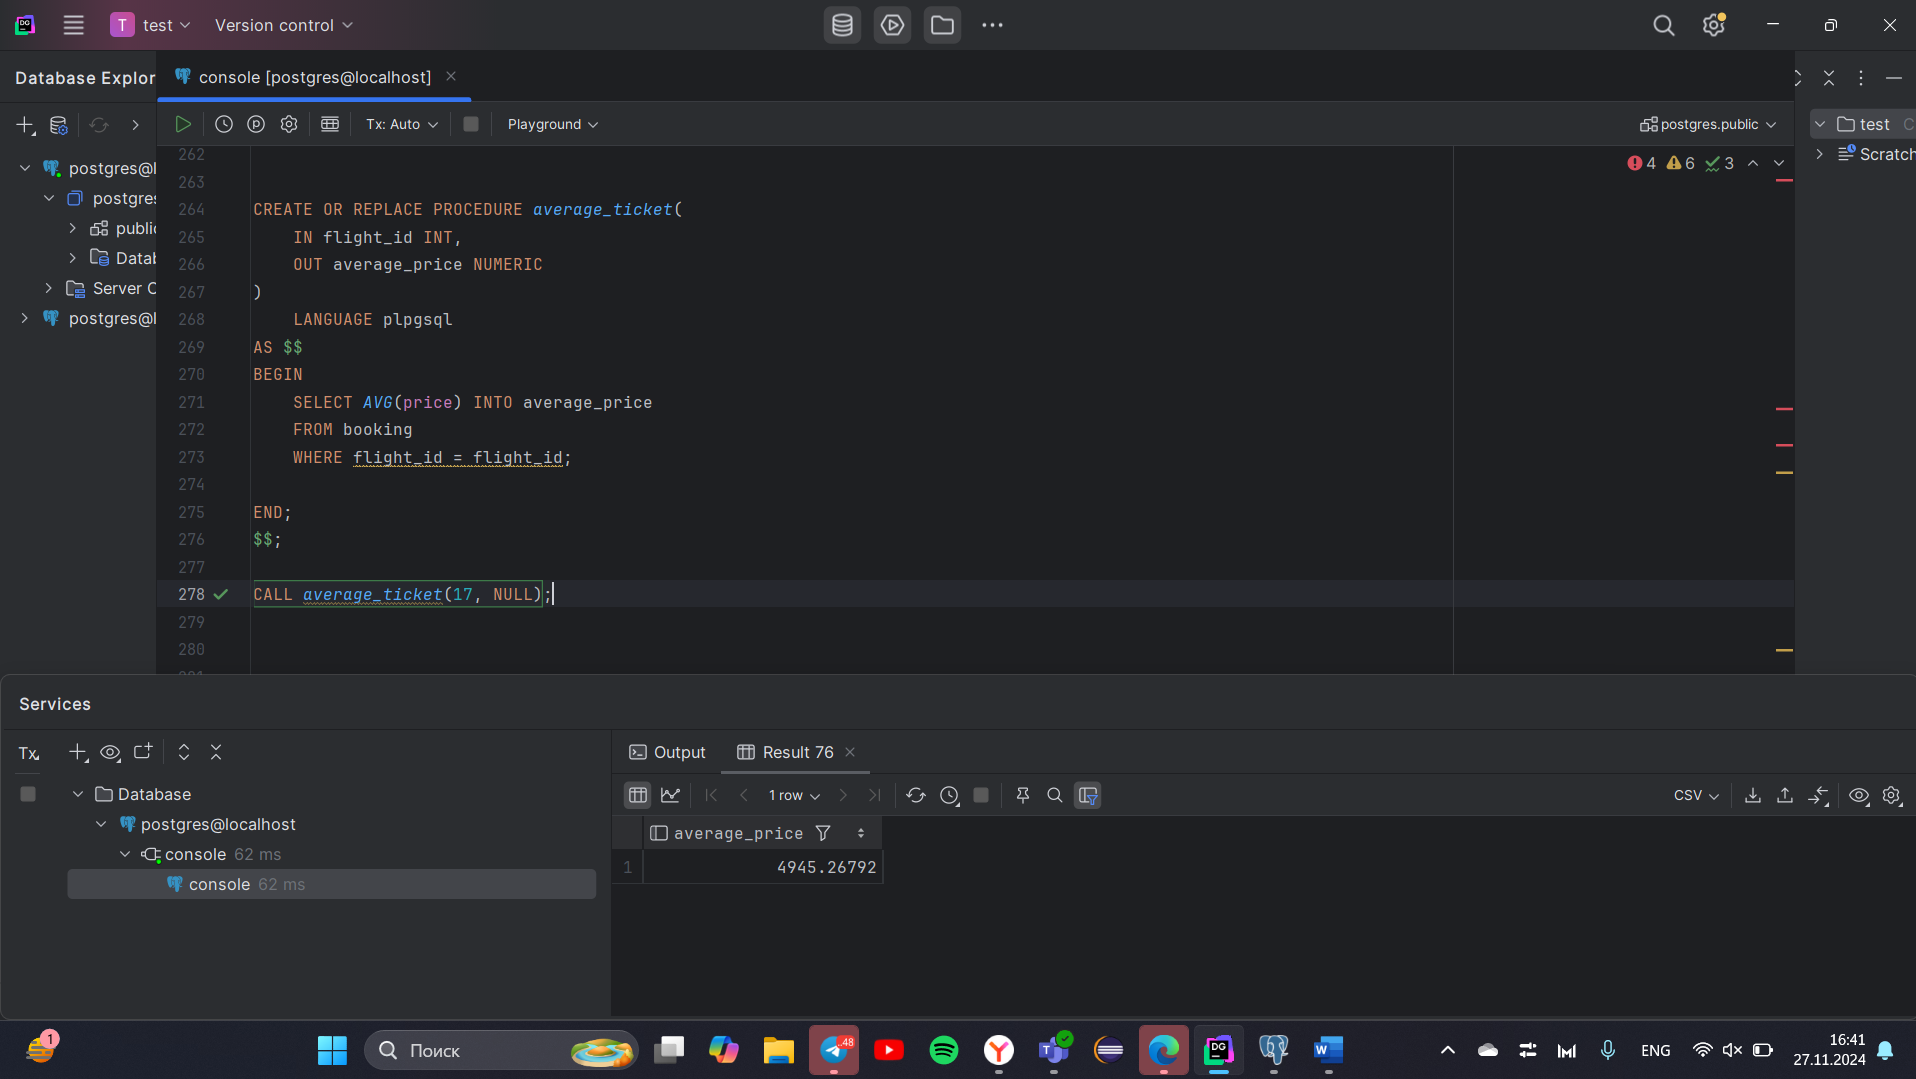 T test Version control
Database Explor
console [postgres@localhost]
Tx: Auto
Playground
postgres.public
test
Scratch
postgres@l
postgres
public
Datab
Server
postgres@l
4 6 3
262
263
264 CREATE OR REPLACE PROCEDURE average_ticket(
265 IN flight_id INT,
266 OUT average_price NUMERIC
267 )
268 LANGUAGE plpgsql
269 AS $$
270 BEGIN
271 SELECT AVG(price) INTO average_price
272 FROM booking
273 WHERE flight_id = flight_id;
274
275 END;
276 $$;
277
278 CALL average_ticket(17, NULL);
279
280
Services
Tx
Database
postgres@localhost
console 62 ms
console 62 ms
Output Result 76
1 row
CSV
average_price
1 4945.26792
1
Поиск
48
DG
ENG
16:41
27.11.2024